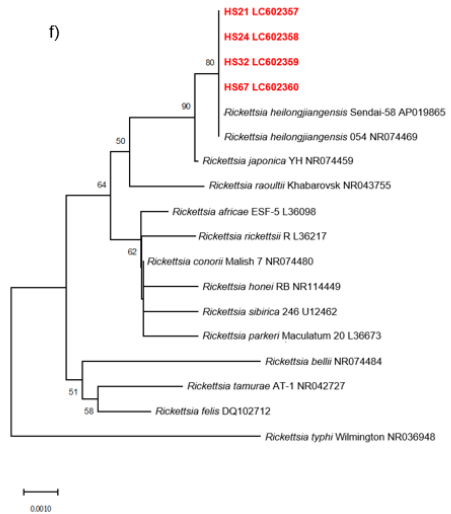 f)
HS21 LC602357
HS24 LC602358
80
HS32 LC602359
HS67 LC602360
90
Rickettsia heilongjiangensis Sendai-58 AP019865
Rickettsia heilongjiangensis 054 NR074469
50
Rickettsia japonica YH NR074459
64
Rickettsia raoultii Khabarovsk NR043755
Rickettsia africae ESF-5 L36098
Rickettsia rickettsii R L36217
62
Rickettsia conorii Malish 7 NR074480
Rickettsia honei RB NR114449
Rickettsia sibirica 246 U12462
Rickettsia parkeri Maculatum 20 L36673
Rickettsia bellii NR074484
51
Rickettsia tamurae AT-1 NR042727
58
Rickettsia felis DQ102712
Rickettsia typhi Wilmington NR036948
0.0010